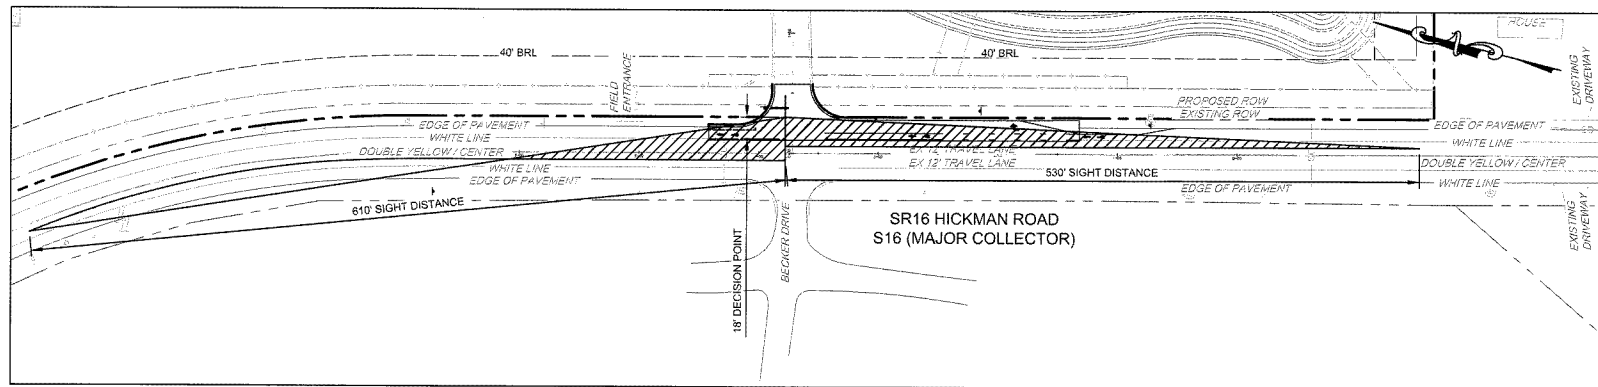 HOUSE
40' BRL
40' BRL
FIELD
ENTRANCE
EXISTING
DRIVEWAY
PROPOSED ROW
EXISTING ROW
EDGE OF PAVEMENT
WHITE LINE
DOUBLE YELLOW / CENTER
WHITE LINE
EDGE OF PAVEMENT
EX 12' TRAVEL LANE
EX 12' TRAVEL LANE
EDGE OF PAVEMENT
WHITE LINE
DOUBLE YELLOW / CENTER
WHITE LINE
530' SIGHT DISTANCE
EDGE OF PAVEMENT
610' SIGHT DISTANCE
18' DECISION POINT
BECKER DRIVE
SR16 HICKMAN ROAD
S16 (MAJOR COLLECTOR)
EXISTING
DRIVEWAY